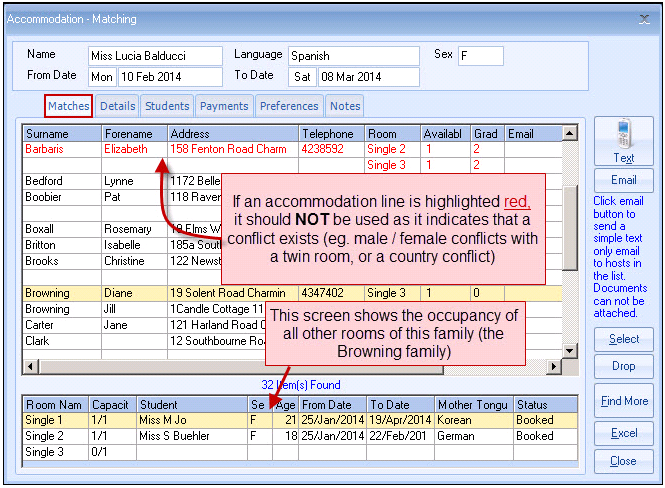 Accommodation - Matching
Name Miss Lucia Balducci Language Spanish Sex F
From Date Mon 10 Feb 2014 To Date Sat 08 Mar 2014
Matches Details Students Payments Preferences Notes
Surname Forename Address Telephone Room Availabl Grad Email
Barbaris Elizabeth 158 Fenton Road Charm 4238592 Single 2 1 2
Single 3 1 2
Bedford Lynne 1172 Belle
Boobier Pat 118 Raven
Boxall Rosemary Elms W
Britton Isabelle 185a South
Brooks Christine 122 Newst
Browning Diane 19 Solent Road Charmin 4347402 Single 3 1 0
Browning Jill 1Candle Cottage 11
Carter Jane 121 Harland Road C
Clark 12 Southbourne Ro
If an accommodation line is highlighted red,
it should NOT be used as it indicates that a
conflict exists (eg. male / female conflicts with
a twin room, or a country conflict)
This screen shows the occupancy of
all other rooms of this family (the
Browning family)
32 Item(s) Found
Room Nam Capacit Student Se Age From Date To Date Mother Tongu Status
Single 1 1/1 Miss M Jo F 21 25/Jan/2014 19/Apr/2014 Korean Booked
Single 2 1/1 Miss S Buehler F 18 25/Jan/2014 22/Feb/201 German Booked
Single 3 0/1
Text
Email
Click email
button to
send a
simple text
only email
to hosts in
the list.
Documents
can not be
attached.
Select
Drop
Find More
Excel
Close